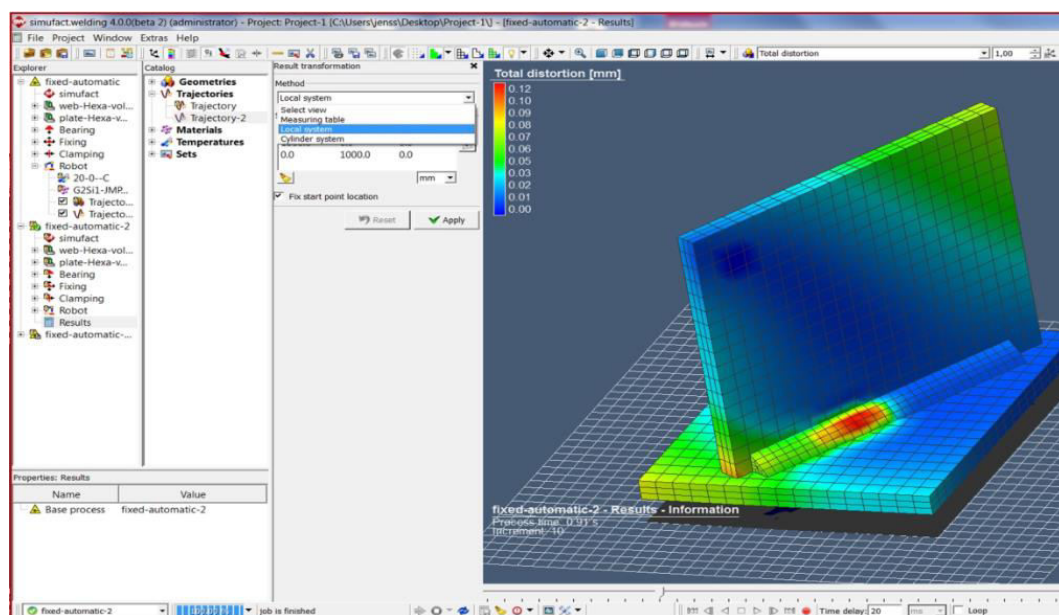 simufact.welding 4.0.0(beta 2) (administrator) - Project: Project-1 [C:\Users\jenss\Desktop\Project-1\] - [fixed-automatic-2 - Results]
File Project Window Extras Help
Total distortion
1,00
Explorer
fixed-automatic
simufact
web-Hexa-vol...
plate-Hexa-v...
Bearing
Fixing
Clamping
Robot
20-0--C
G2Si1-JMP...
Trajecto...
Trajecto...
fixed-automatic-2
simufact
web-Hexa-vol...
plate-Hexa-v...
Bearing
Fixing
Clamping
Robot
Results
fixed-automatic-...
Catalog
Geometries
Trajectories
Trajectory
Trajectory-2
Materials
Temperatures
Sets
Result transformation
Method
Local system
Select view
Measuring table
Local system
Cylinder system
0.0 1000.0 0.0
mm
Fix start point location
Reset Apply
Total distortion [mm]
0.12
0.10
0.09
0.08
0.07
0.06
0.05
0.04
0.03
0.02
0.01
0.00
fixed-automatic-2 - Results - Information
Process time: 0.91 s
Increment: 10
Properties: Results
Name Value
Base process fixed-automatic-2
fixed-automatic-2
job is finished
Time delay: 20
ms
Loop